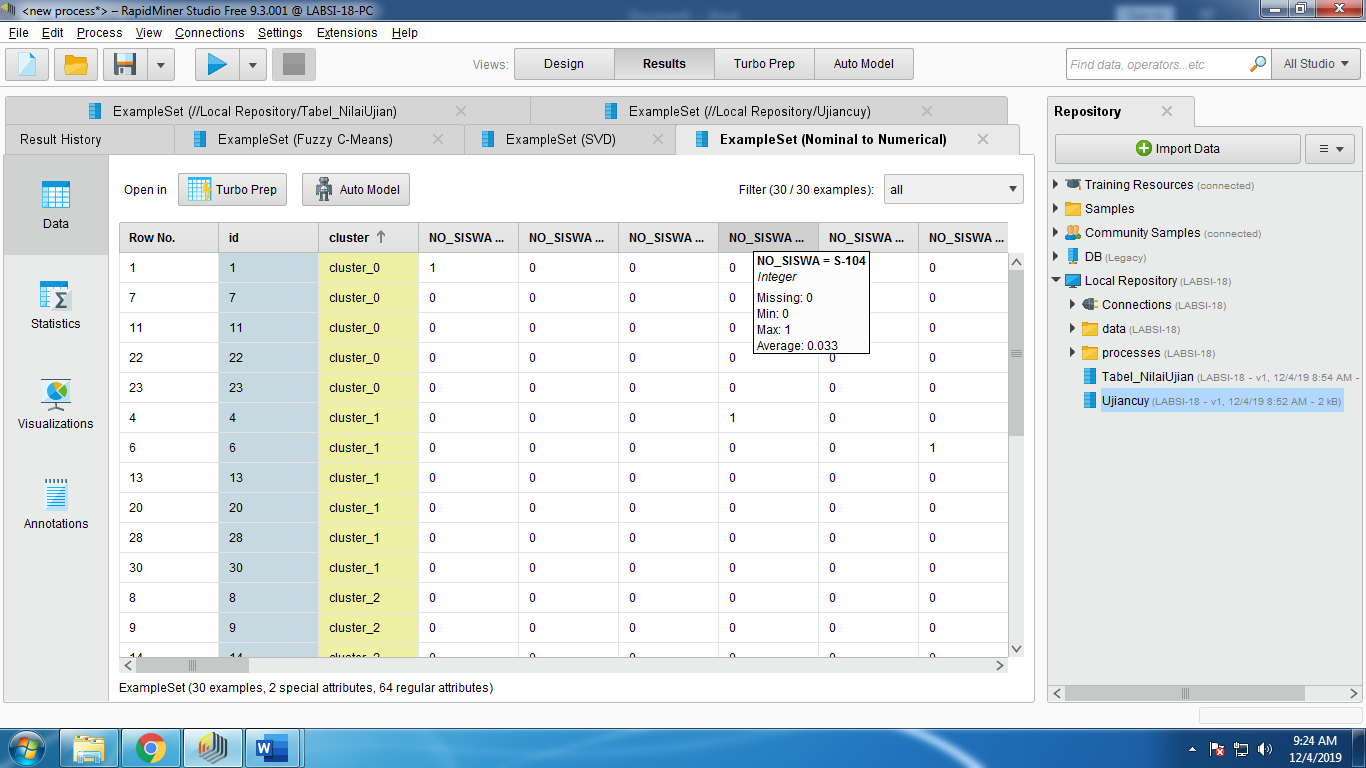 <new process*> – RapidMiner Studio Free 9.3.001 @ LABSI-18-PC
File Edit Process View Connections Settings Extensions Help
Views: Design Results Turbo Prep Auto Model
Find data, operators...etc All Studio
ExampleSet (//Local Repository/Tabel_NilaiUjian) ExampleSet (//Local Repository/Ujiancuy)
Result History ExampleSet (Fuzzy C-Means) ExampleSet (SVD) ExampleSet (Nominal to Numerical)
Data
Statistics
Visualizations
Annotations
Open in Turbo Prep Auto Model Filter (30 / 30 examples): all
Row No. id cluster NO_SISWA ... NO_SISWA ... NO_SISWA ... NO_SISWA ... NO_SISWA ... NO_SISWA ...
1 1 cluster_0 1 0 0 0 0
7 7 cluster_0 0 0 0 0 0
11 11 cluster_0 0 0 0 0 0
22 22 cluster_0 0 0 0 0 0 0
23 23 cluster_0 0 0 0 0 0 0
4 4 cluster_1 0 0 0 1 0 0
6 6 cluster_1 0 0 0 0 0 1
13 13 cluster_1 0 0 0 0 0 0
20 20 cluster_1 0 0 0 0 0 0
28 28 cluster_1 0 0 0 0 0 0
30 30 cluster_1 0 0 0 0 0 0
8 8 cluster_2 0 0 0 0 0 0
9 9 cluster_2 0 0 0 0 0 0
14 14 cluster_2 0 0 0 0 0 0
NO_SISWA = S-104
Integer
Missing: 0
Min: 0
Max: 1
Average: 0.033
ExampleSet (30 examples, 2 special attributes, 64 regular attributes)
Repository
Import Data
Training Resources (connected)
Samples
Community Samples (connected)
DB (Legacy)
Local Repository (LABSI-18)
Connections (LABSI-18)
data (LABSI-18)
processes (LABSI-18)
Tabel_NilaiUjian (LABSI-18 - v1, 12/4/19 8:54 AM -
Ujiancuy (LABSI-18 - v1, 12/4/19 8:52 AM - 2 kB)
9:24 AM
12/4/2019